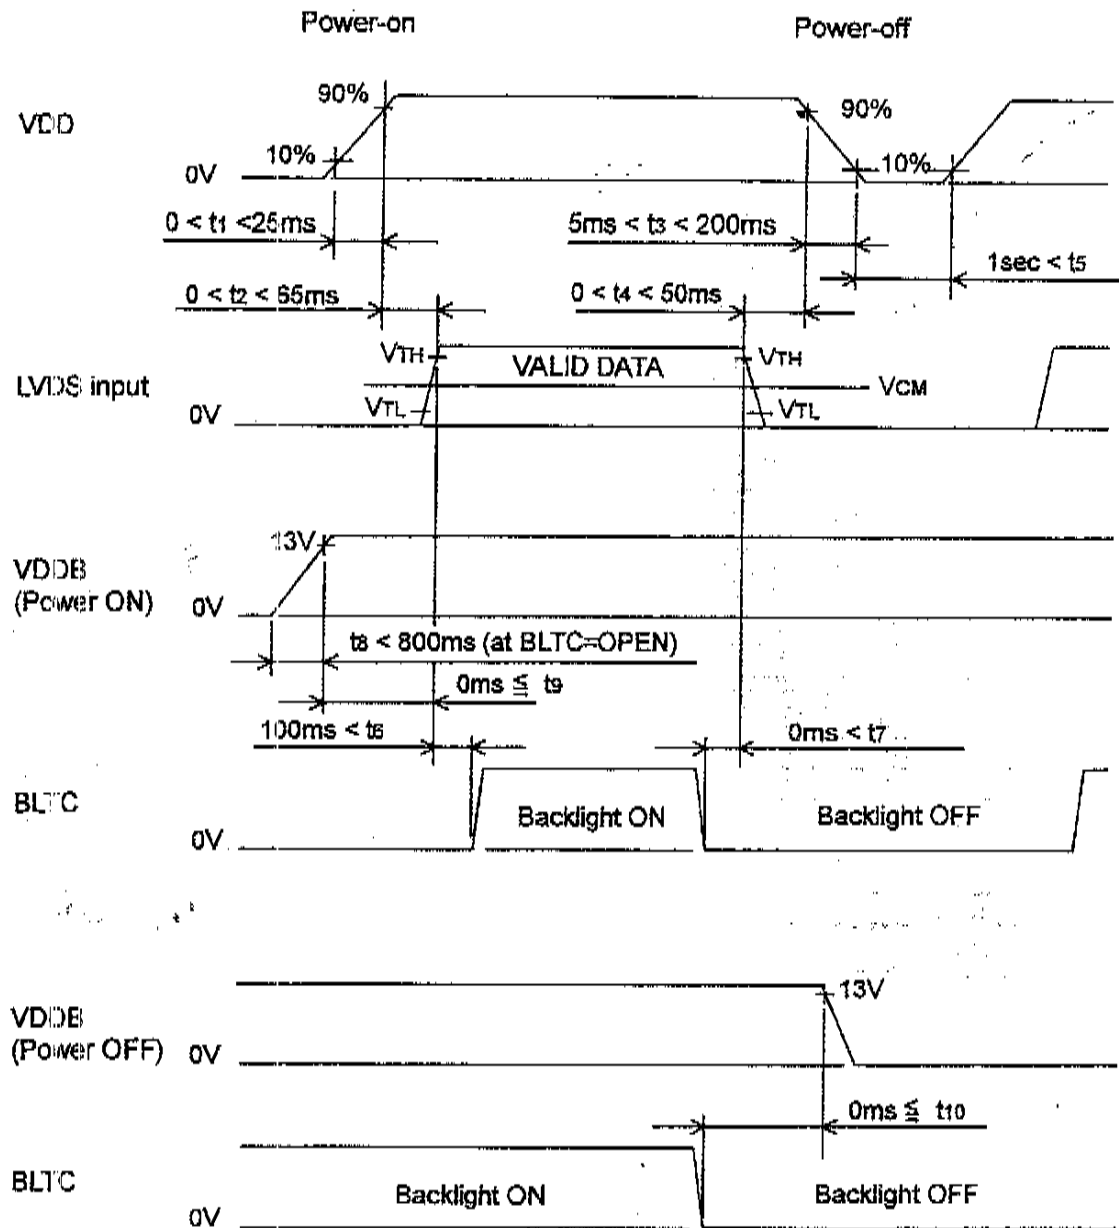 Power-on Power-off
VDD
90% 90%
10% 10%
0V
0 < t1 <25ms 5ms < t3 < 200ms
1sec < t5
0 < t2 < 65ms 0 < t4 < 50ms
LVDS input
VTH VALID DATA VTH
VCM
VTL VTL
0V
13V
VDDB
(Power ON) 0V
t8 < 800ms (at BLTC=OPEN)
0ms ≦ t9
100ms < t6 0ms < t7
BLTC
Backlight ON Backlight OFF
0V
13V
VDDB
(Power OFF) 0V
0ms ≦ t10
BLTC
Backlight ON Backlight OFF
0V